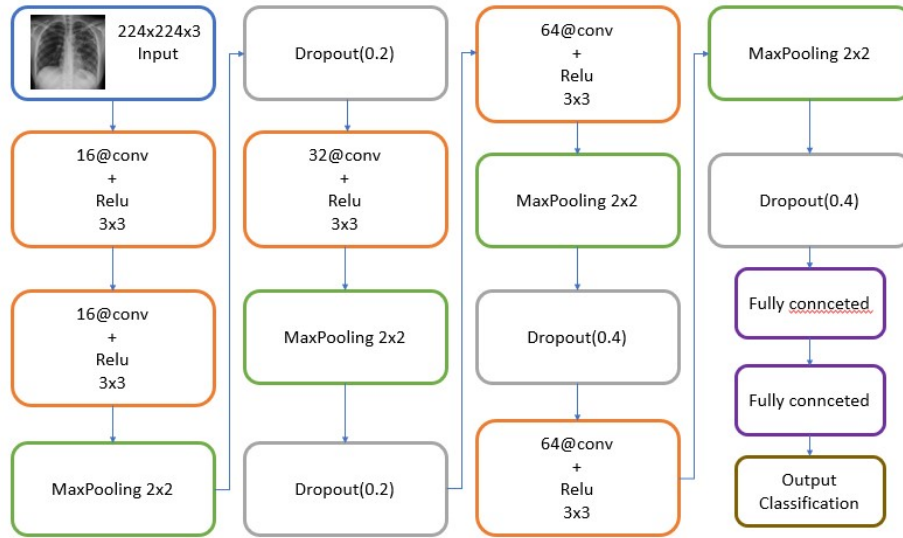 224x224x3
Input
16@conv
+
Relu
3x3
16@conv
+
Relu
3x3
MaxPooling 2x2
Dropout(0.2)
32@conv
+
Relu
3x3
MaxPooling 2x2
Dropout(0.2)
64@conv
+
Relu
3x3
MaxPooling 2x2
Dropout(0.4)
64@conv
+
Relu
3x3
MaxPooling 2x2
Dropout(0.4)
Fully connceted
Fully connceted
Output
Classification